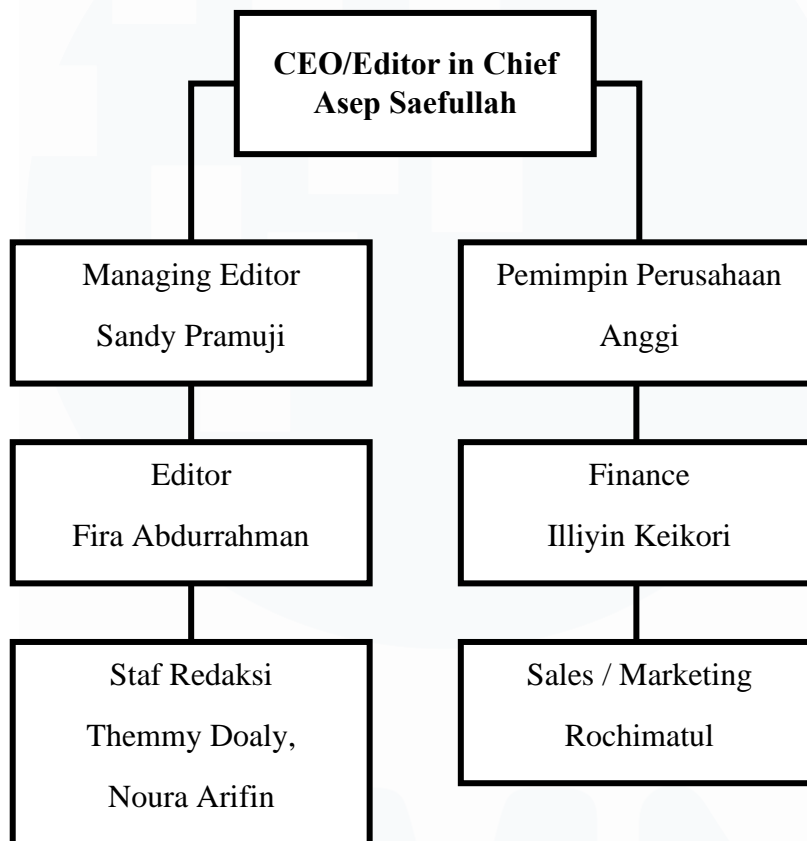 CEO/Editor in Chief
Asep Saefullah
Managing Editor
Sandy Pramuji
Pemimpin Perusahaan
Anggi
Editor
Fira Abdurrahman
Finance
Illiyin Keikori
Staf Redaksi
Themmy Doaly,
Noura Arifin
Sales / Marketing
Rochimatul